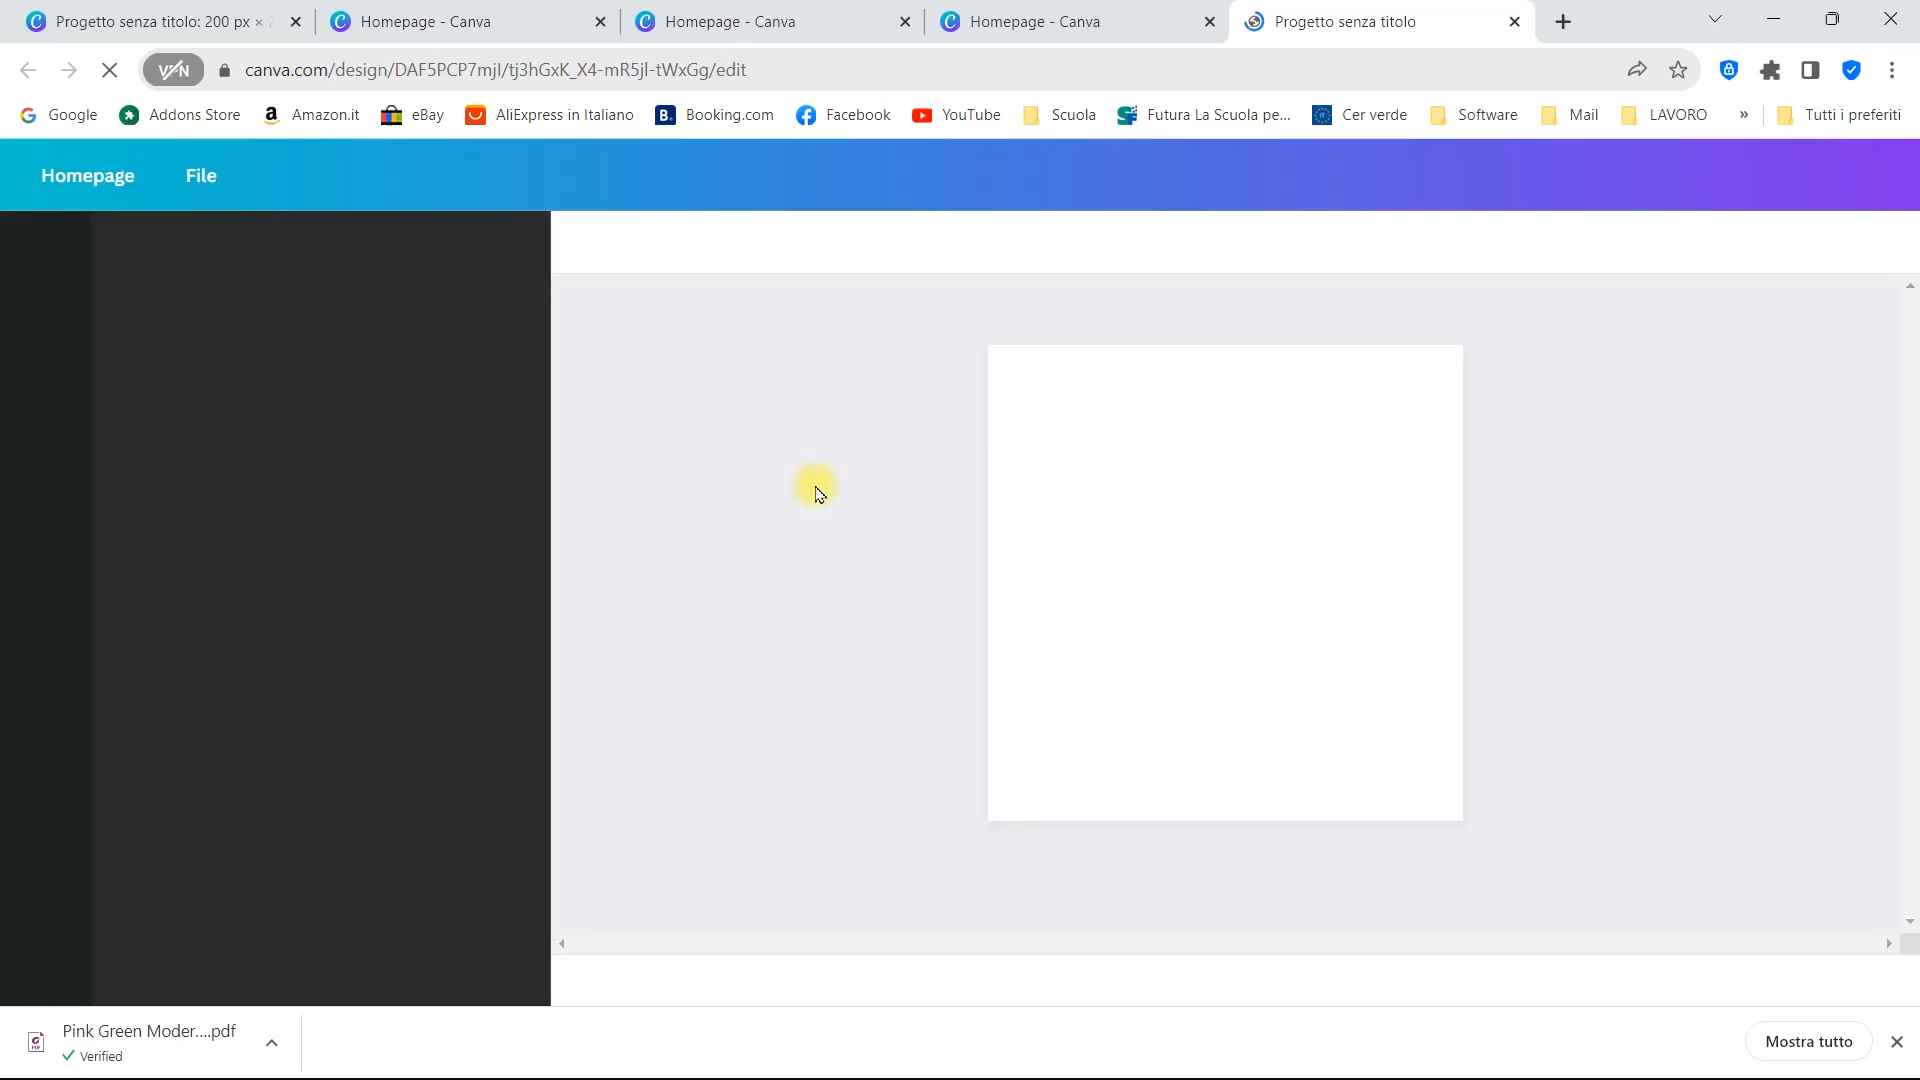 Progetto senza titolo: 200 px ×
Homepage - Canva
Homepage - Canva
Homepage - Canva
Progetto senza titolo
VPN
canva.com/design/DAF5PCP7mjI/tj3hGxK_X4-mR5jl-tWxGg/edit
Google
Addons Store
Amazon.it
eBay
AliExpress in Italiano
Booking.com
Facebook
YouTube
Scuola
Futura La Scuola pe...
Cer verde
Software
Mail
LAVORO
»
Tutti i preferiti
Homepage
File
Pink Green Moder....pdf
Verified
Mostra tutto